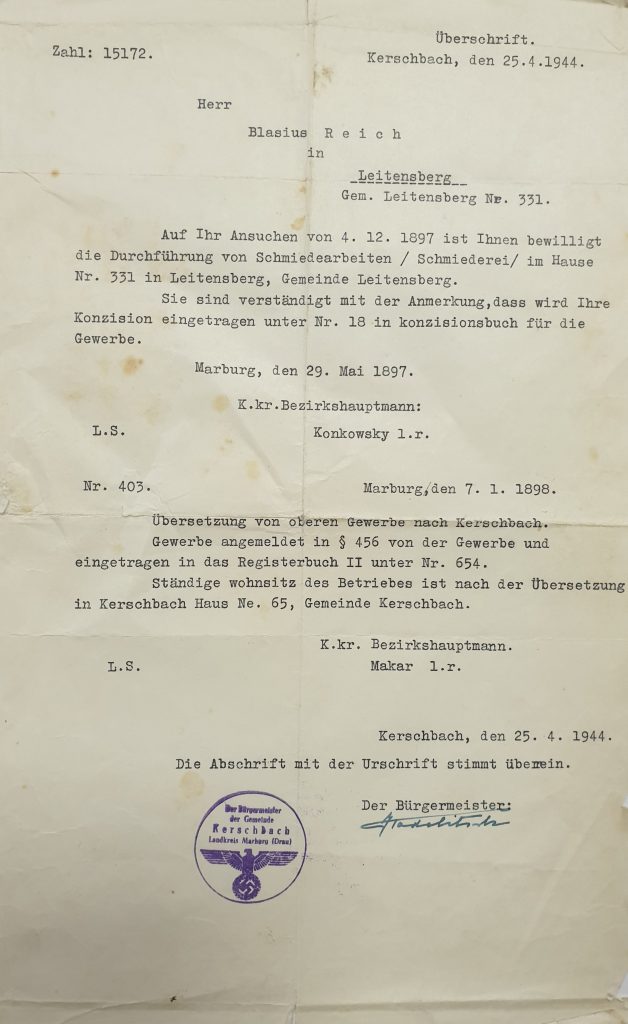 Überschrift.
Zahl: 15172.
Kerschbach, den 25.4.1944.
Herr
Blasius R e i c h
in
Leitensberg
Gem. Leitensberg Nr. 331.
Auf Ihr Ansuchen von 4. 12. 1897 ist Ihnen bewilligt
die Durchführung von Schmiedearbeiten / Schmiederei/ im Hause
Nr. 331 in Leitensberg, Gemeinde Leitensberg.
Sie sind verständigt mit der Anmerkung,dass wird Ihre
Konzision eingetragen unter Nr. 18 in konzisionsbuch für die
Gewerbe.
Marburg, den 29. Mai 1897.
K.kr.Bezirkshauptmann:
L.S. Konkowsky l.r.
Nr. 403. Marburg,den 7. 1. 1898.
Übersetzung von oberen Gewerbe nach Kerschbach.
Gewerbe angemeldet in § 456 von der Gewerbe und
eingetragen in das Registerbuch II unter Nr. 654.
Ständige wohnsitz des Betriebes ist nach der Übersetzung
in Kerschbach Haus Ne. 65, Gemeinde Kerschbach.
K.kr. Bezirkshauptmann.
L.S. Makar l.r.
Kerschbach, den 25. 4. 1944.
Die Abschrift mit der Urschrift stimmt überein.
Der Bürgermeister:
Der Bürgermeister
der Gemeinde
Kerschbach
Landkreis Marburg (Drau)